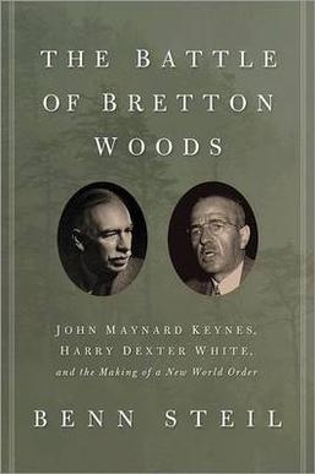 THE BATTLE
OF BRETTON
WOODS
JOHN MAYNARD KEYNES,
HARRY DEXTER WHITE,
and the Making of a New World Order
BENN STEIL